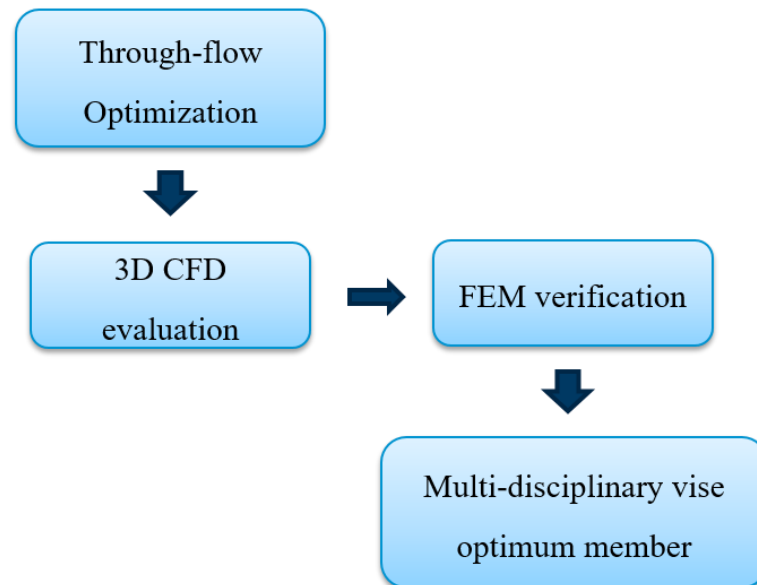 Through-flow
Optimization
3D CFD
evaluation
FEM verification
Multi-disciplinary vise
optimum member